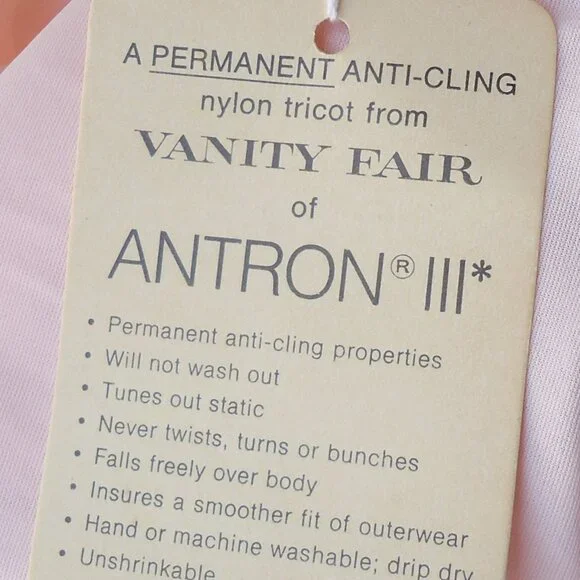 A PERMANENT ANTI-CLING
nylon tricot from
VANITY FAIR
of
ANTRON® III*
• Permanent anti-cling properties
• Will not wash out
• Tunes out static
• Never twists, turns or bunches
• Falls freely over body
• Insures a smoother fit of outerwear
• Hand or machine washable; drip dry
• Unshrinkable